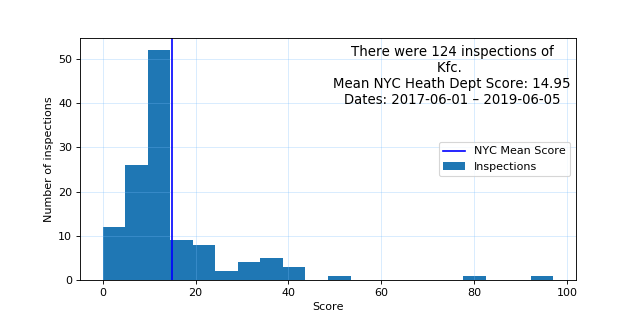 There were 124 inspections of
Kfc.
Mean NYC Heath Dept Score: 14.95
Dates: 2017-06-01 – 2019-06-05
NYC Mean Score
Inspections
Number of inspections
50
40
30
20
10
0
0
20
40
60
80
100
Score